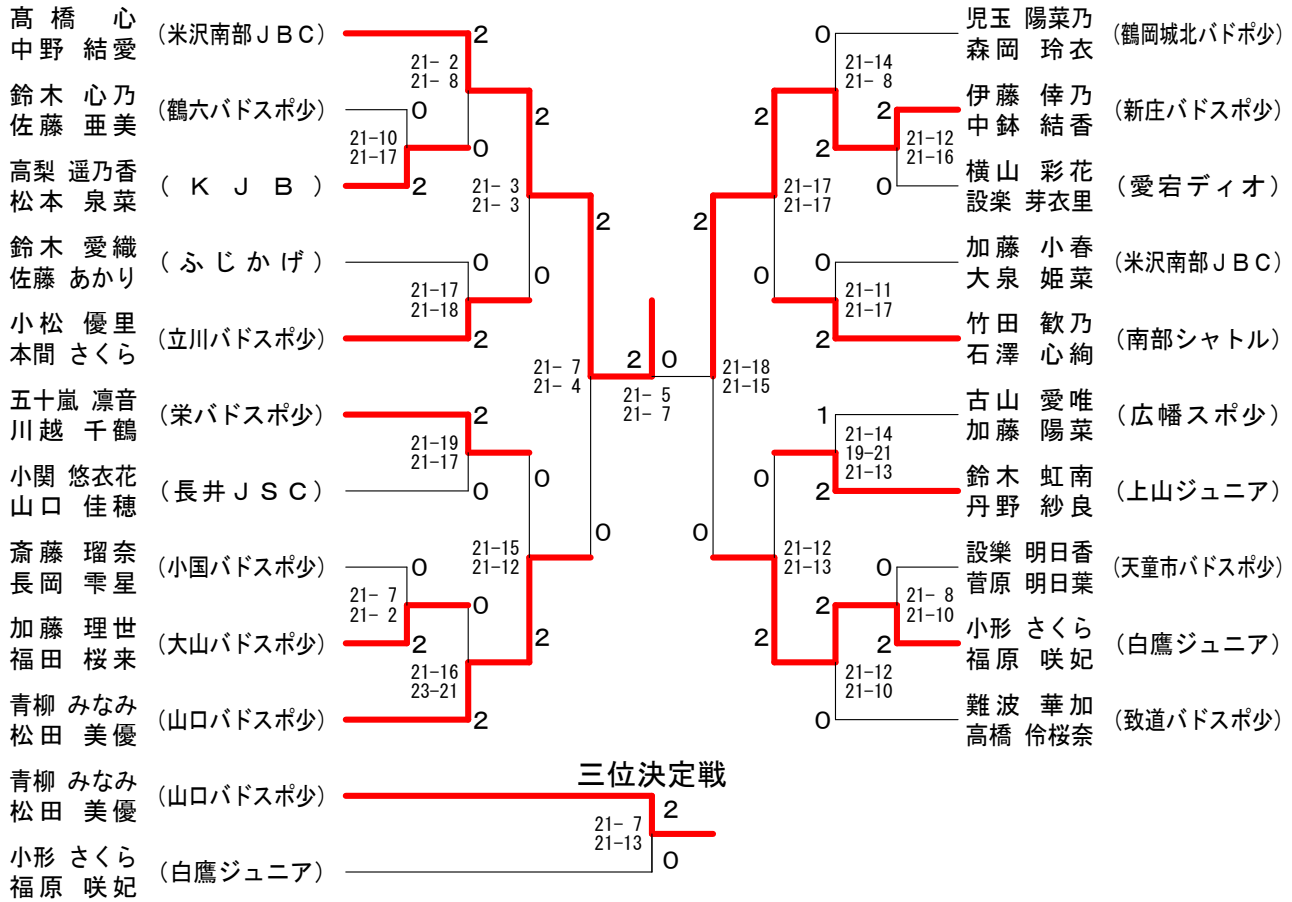 髙橋 心
中野 結愛
(米沢南部JBC)
2
21- 2
21- 8
鈴木 心乃
佐藤 亜美
(鶴六バドスポ少)
0
21-10
21-17
0
高梨 遥乃香
松本 泉菜
(KJB)
2
2
21- 3
21- 3
鈴木 愛織
佐藤 あかり
(ふじかげ)
0
21-17
21-18
0
小松 優里
本間 さくら
(立川バドスポ少)
2
2
21- 7
21- 4
五十嵐 凛音
川越 千鶴
(栄バドスポ少)
2
21-19
21-17
0
小関 悠衣花
山口 佳穂
(長井JSC)
0
0
21-15
21-12
斎藤 瑠奈
長岡 雫星
(小国バドスポ少)
0
21- 7
21- 2
0
加藤 理世
福田 桜来
(大山バドスポ少)
2
2
21-16
23-21
青柳 みなみ
松田 美優
(山口バドスポ少)
2
2 0
21- 5
21- 7
児玉 陽菜乃
森岡 玲衣
(鶴岡城北バドポ少)
0
21-14
21- 8
伊藤 倖乃
中鉢 結香
(新庄バドスポ少)
2
2
21-12
21-16
2
横山 彩花
設楽 芽衣里
(愛宕ディオ)
0
21-17
21-17
2
加藤 小春
大泉 姫菜
(米沢南部JBC)
0
0
21-11
21-17
竹田 歓乃
石澤 心絢
(南部シャトル)
2
21-18
21-15
古山 愛唯
加藤 陽菜
(広幡スポ少)
1
21-14
19-21
21-13
0
鈴木 虹南
丹野 紗良
(上山ジュニア)
2
0
21-12
21-13
設樂 明日香
菅原 明日葉
(天童市バドスポ少)
0
21- 8
21-10
2
2
小形 さくら
福原 咲妃
(白鷹ジュニア)
2
21-12
21-10
難波 華加
高橋 伶桜奈
(致道バドスポ少)
0
三位決定戦
青柳 みなみ
松田 美優
(山口バドスポ少)
2
21- 7
21-13
小形 さくら
福原 咲妃
(白鷹ジュニア)
0